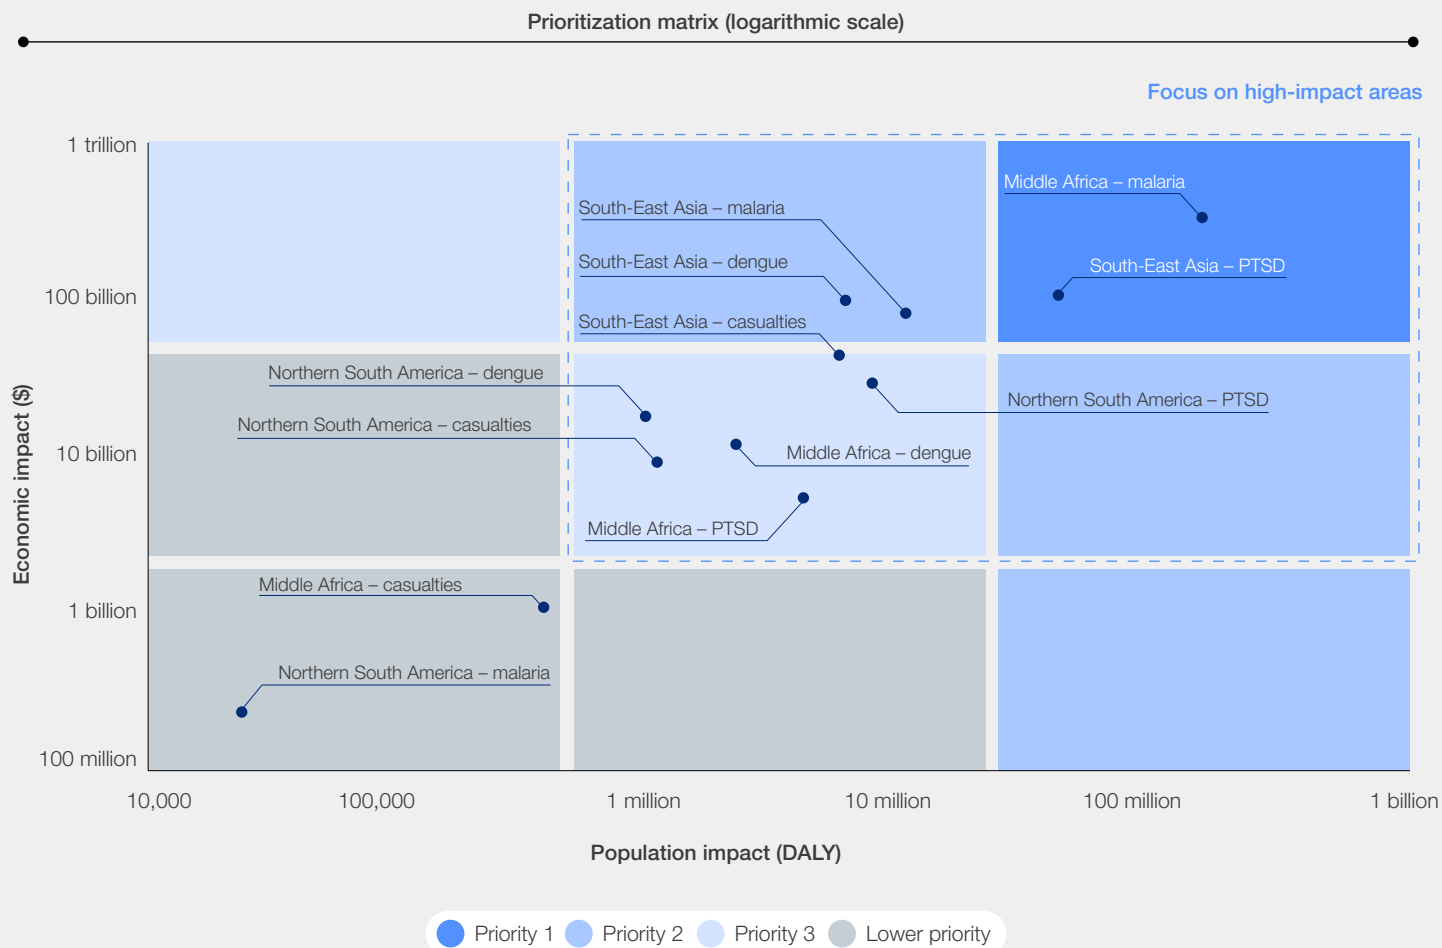 Prioritization matrix (logarithmic scale)
Focus on high-impact areas
Economic impact ($)
1 trillion
100 billion
10 billion
1 billion
100 million
Middle Africa – malaria
South-East Asia – malaria
South-East Asia – dengue
South-East Asia – PTSD
South-East Asia – casualties
Northern South America – dengue
Northern South America – PTSD
Northern South America – casualties
Middle Africa – dengue
Middle Africa – PTSD
Middle Africa – casualties
Northern South America – malaria
10,000
100,000
1 million
10 million
100 million
1 billion
Population impact (DALY)
Priority 1
Priority 2
Priority 3
Lower priority